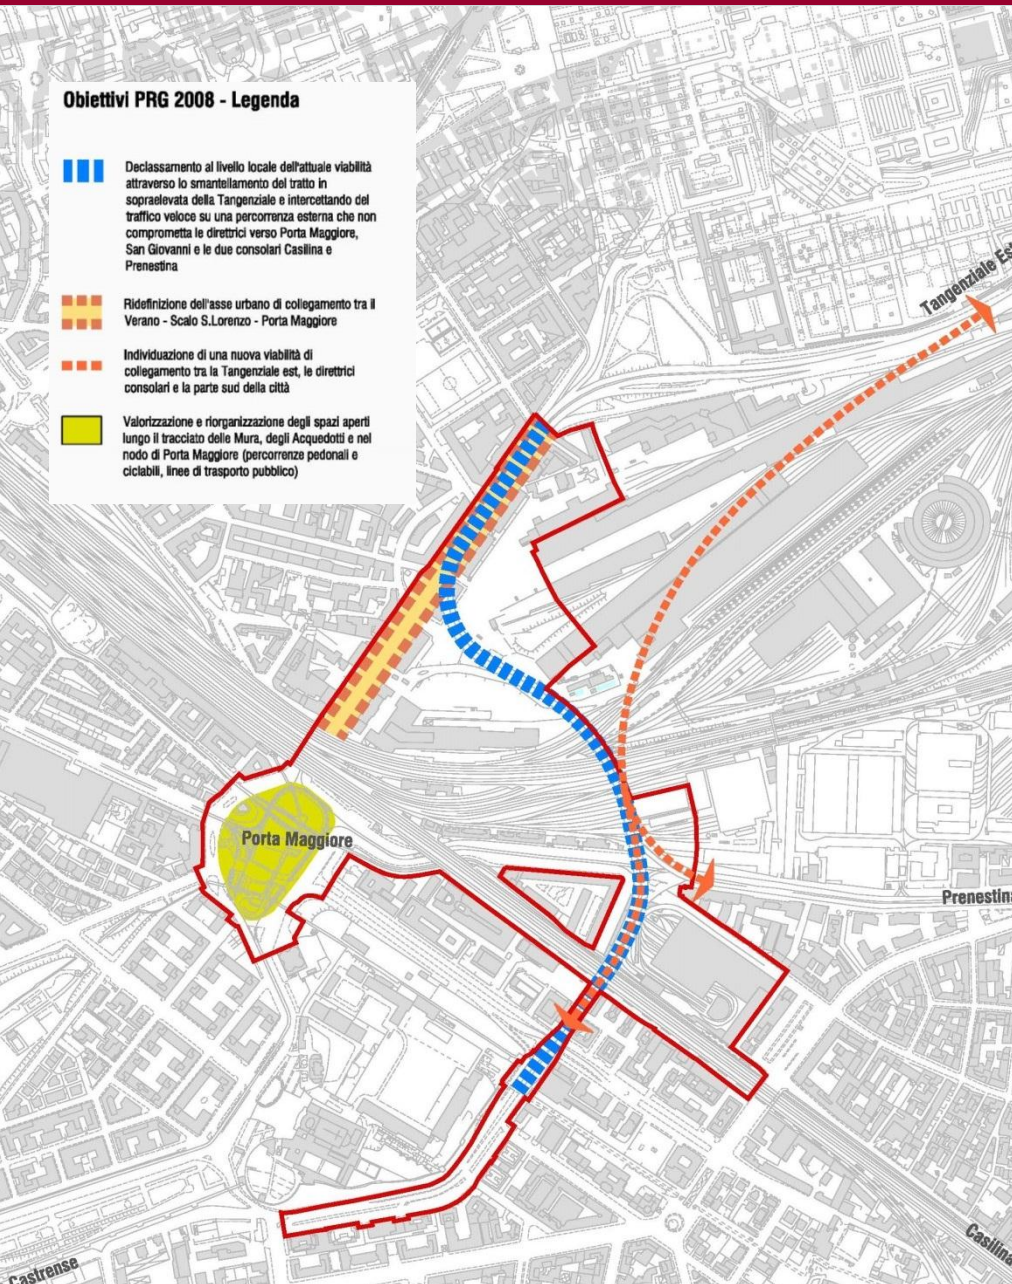 Obiettivi PRG 2008 - Legenda
Declassamento al livello locale dell'attuale viabilità
attraverso lo smantellamento del tratto in
sopraelevata della Tangenziale e intercettando del
traffico veloce su una percorrenza esterna che non
comprometta le direttrici verso Porta Maggiore,
San Giovanni e le due consolari Casilina e
Prenestina
Ridefinizione dell'asse urbano di collegamento tra il
Verano - Scalo S.Lorenzo - Porta Maggiore
Individuazione di una nuova viabilità di
collegamento tra la Tangenziale est, le direttrici
consolari e la parte sud della città
Valorizzazione e riorganizzazione degli spazi aperti
lungo il tracciato delle Mura, degli Acquedotti e nel
nodo di Porta Maggiore (percorrenze pedonali e
ciclabili, linee di trasporto pubblico)
Tangenziale Est
Porta Maggiore
Prenestina
Casilina
Castrense